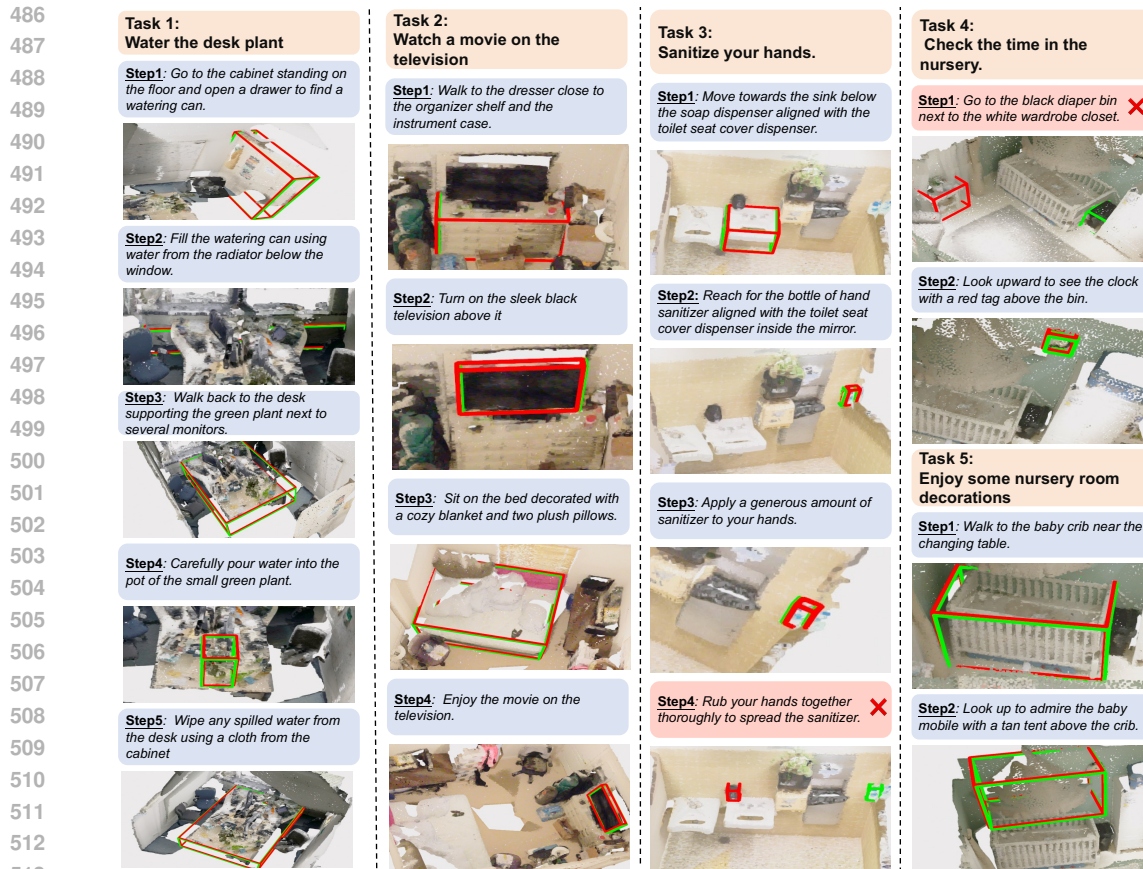 486
487
488
489
490
491
492
493
494
495
496
497
498
499
500
501
502
503
504
505
506
507
508
509
510
511
512
Task 1:
Water the desk plant
Step1: Go to the cabinet standing on
the floor and open a drawer to find a
watering can.
Step2: Fill the watering can using
water from the radiator below the
window.
Step3: Walk back to the desk
supporting the green plant next to
several monitors.
Step4: Carefully pour water into the
pot of the small green plant.
Step5: Wipe any spilled water from
the desk using a cloth from the
cabinet
Task 2:
Watch a movie on the
television
Step1: Walk to the dresser close to
the organizer shelf and the
instrument case.
Step2: Turn on the sleek black
television above it
Step3: Sit on the bed decorated with
a cozy blanket and two plush pillows.
Step4: Enjoy the movie on the
television.
Task 3:
Sanitize your hands.
Step1: Move towards the sink below
the soap dispenser aligned with the
toilet seat cover dispenser.
Step2: Reach for the bottle of hand
sanitizer aligned with the toilet seat
cover dispenser inside the mirror.
Step3: Apply a generous amount of
sanitizer to your hands.
Step4: Rub your hands together
thoroughly to spread the sanitizer.
Task 4:
Check the time in the
nursery.
Step1: Go to the black diaper bin
next to the white wardrobe closet.
Step2: Look upward to see the clock
with a red tag above the bin.
Task 5:
Enjoy some nursery room
decorations
Step1: Walk to the baby crib near the
changing table.
Step2: Look up to admire the baby
mobile with a tan tent above the crib.